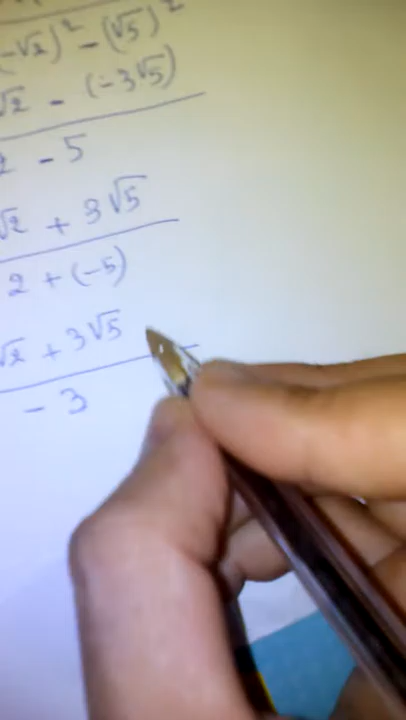 -√2)² - (√5)²
√2 - (-3√5)
2 - 5
√2 + 3√5
2 + (-5)
√2 + 3√5
- 3